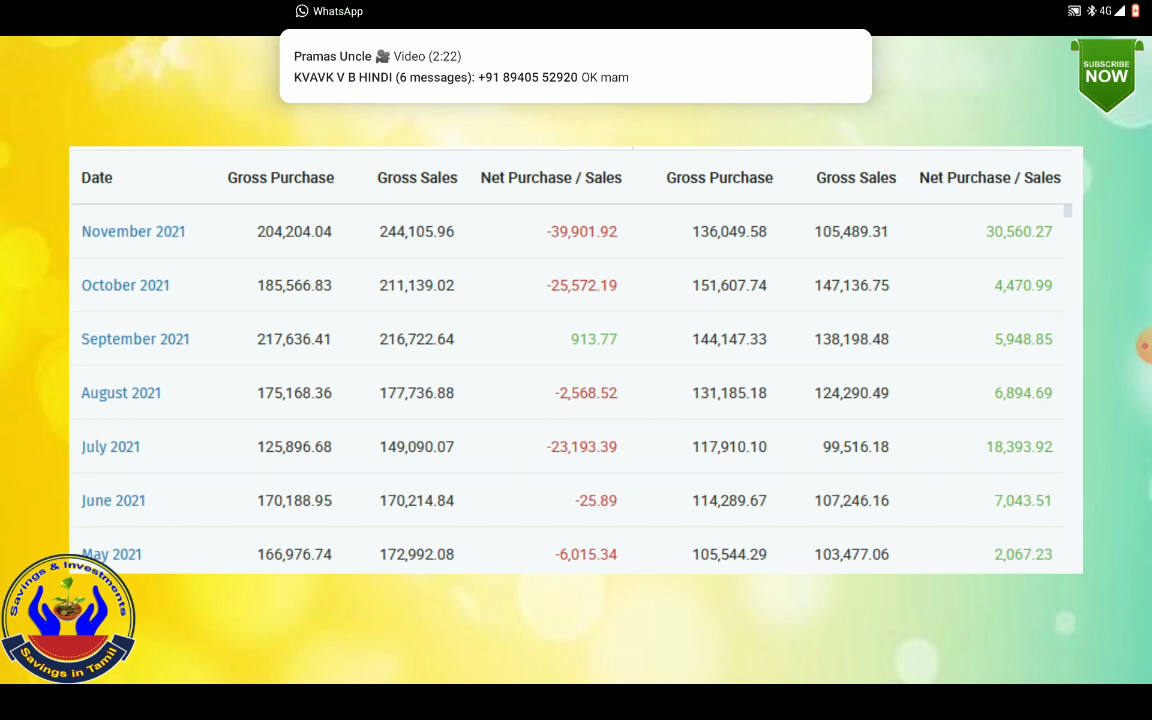 WhatsApp
4G
Pramas Uncle 🎥 Video (2:22)
KVAVK V B HINDI (6 messages): +91 89405 52920 OK mam
SUBSCRIBE
NOW
Date Gross Purchase Gross Sales Net Purchase / Sales Gross Purchase Gross Sales Net Purchase / Sales
November 2021 204,204.04 244,105.96 -39,901.92 136,049.58 105,489.31 30,560.27
October 2021 185,566.83 211,139.02 -25,572.19 151,607.74 147,136.75 4,470.99
September 2021 217,636.41 216,722.64 913.77 144,147.33 138,198.48 5,948.85
August 2021 175,168.36 177,736.88 -2,568.52 131,185.18 124,290.49 6,894.69
July 2021 125,896.68 149,090.07 -23,193.39 117,910.10 99,516.18 18,393.92
June 2021 170,188.95 170,214.84 -25.89 114,289.67 107,246.16 7,043.51
May 2021 166,976.74 172,992.08 -6,015.34 105,544.29 103,477.06 2,067.23
Savings & Investments
Savings in Tamil